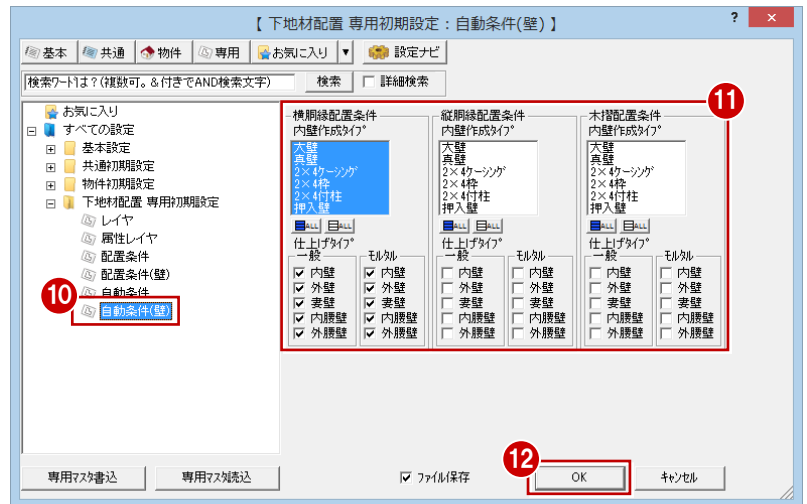 【 下地材配置 専用初期設定：自動条件(壁) 】
? ×
基本 共通 物件 専用 お気に入り ▼ 設定ナビ
検索ワードは？(複数可。&付きでAND検索文字) 検索 詳細検索
お気に入り
すべての設定
基本設定
共通初期設定
物件初期設定
下地材配置 専用初期設定
レイヤ
属性レイヤ
配置条件
配置条件(壁)
自動条件
10
自動条件(壁)
11
横胴縁配置条件
内壁作成タイプ
大壁
真壁
2×4ケーシング
2×4枠
2×4付柱
押入壁
ALL ALL
仕上げタイプ
一般
内壁
外壁
妻壁
内腰壁
外腰壁
モルタル
内壁
外壁
妻壁
内腰壁
外腰壁
縦胴縁配置条件
内壁作成タイプ
大壁
真壁
2×4ケーシング
2×4枠
2×4付柱
押入壁
ALL ALL
仕上げタイプ
一般
内壁
外壁
妻壁
内腰壁
外腰壁
モルタル
内壁
外壁
妻壁
内腰壁
外腰壁
木摺配置条件
内壁作成タイプ
大壁
真壁
2×4ケーシング
2×4枠
2×4付柱
押入壁
ALL ALL
仕上げタイプ
一般
内壁
外壁
妻壁
内腰壁
外腰壁
モルタル
内壁
外壁
妻壁
内腰壁
外腰壁
12
専用マスタ書込 専用マスタ読込 ファイル保存 OK キャンセル